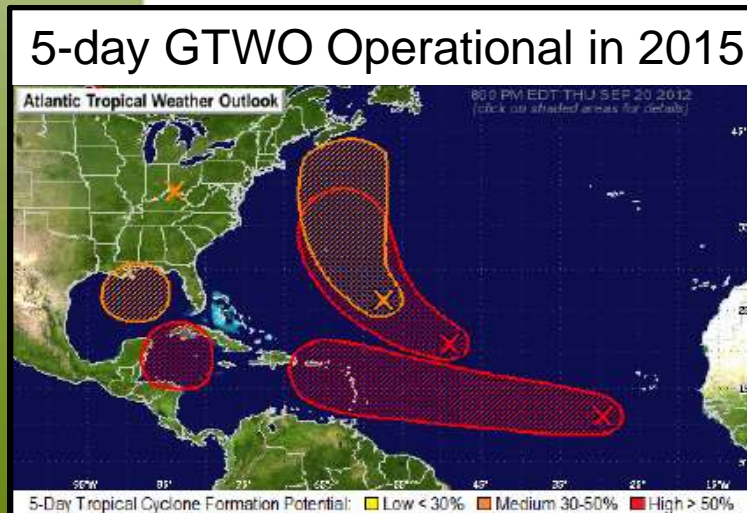 5-day GTWO Operational in 2015
Atlantic Tropical Weather Outlook
800 PM EDT THU SEP 20 2012
(click on shaded areas for details)
5-Day Tropical Cyclone Formation Potential: Low < 30% Medium 30-50% High > 50%